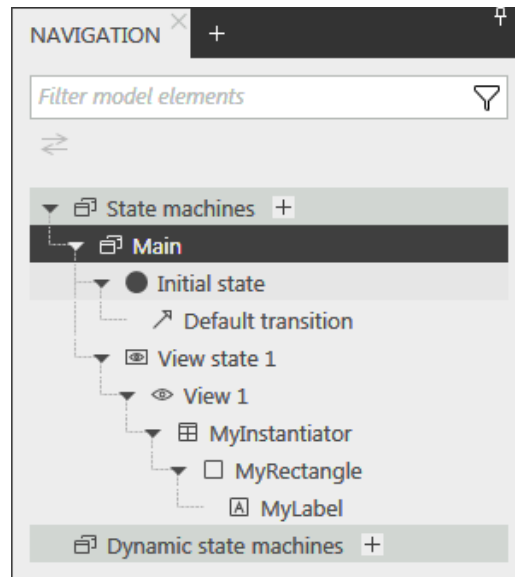 NAVIGATION
Filter model elements
State machines
Main
Initial state
Default transition
View state 1
View 1
MyInstantiator
MyRectangle
A MyLabel
Dynamic state machines